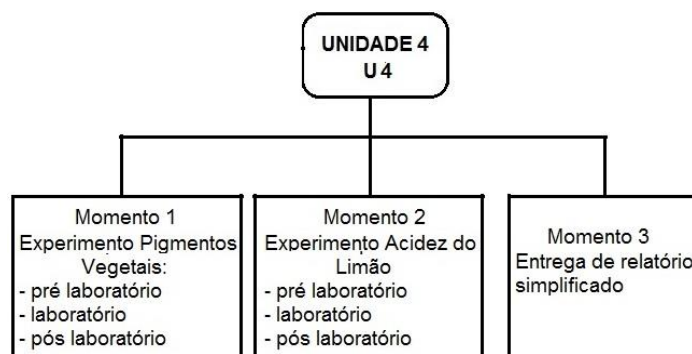 UNIDADE 4
U 4
Momento 1
Experimento Pigmentos
Vegetais:
- pré laboratório
- laboratório
- pós laboratório
Momento 2
Experimento Acidez do
Limão
- pré laboratório
- laboratório
- pós laboratório
Momento 3
Entrega de relatório
simplificado